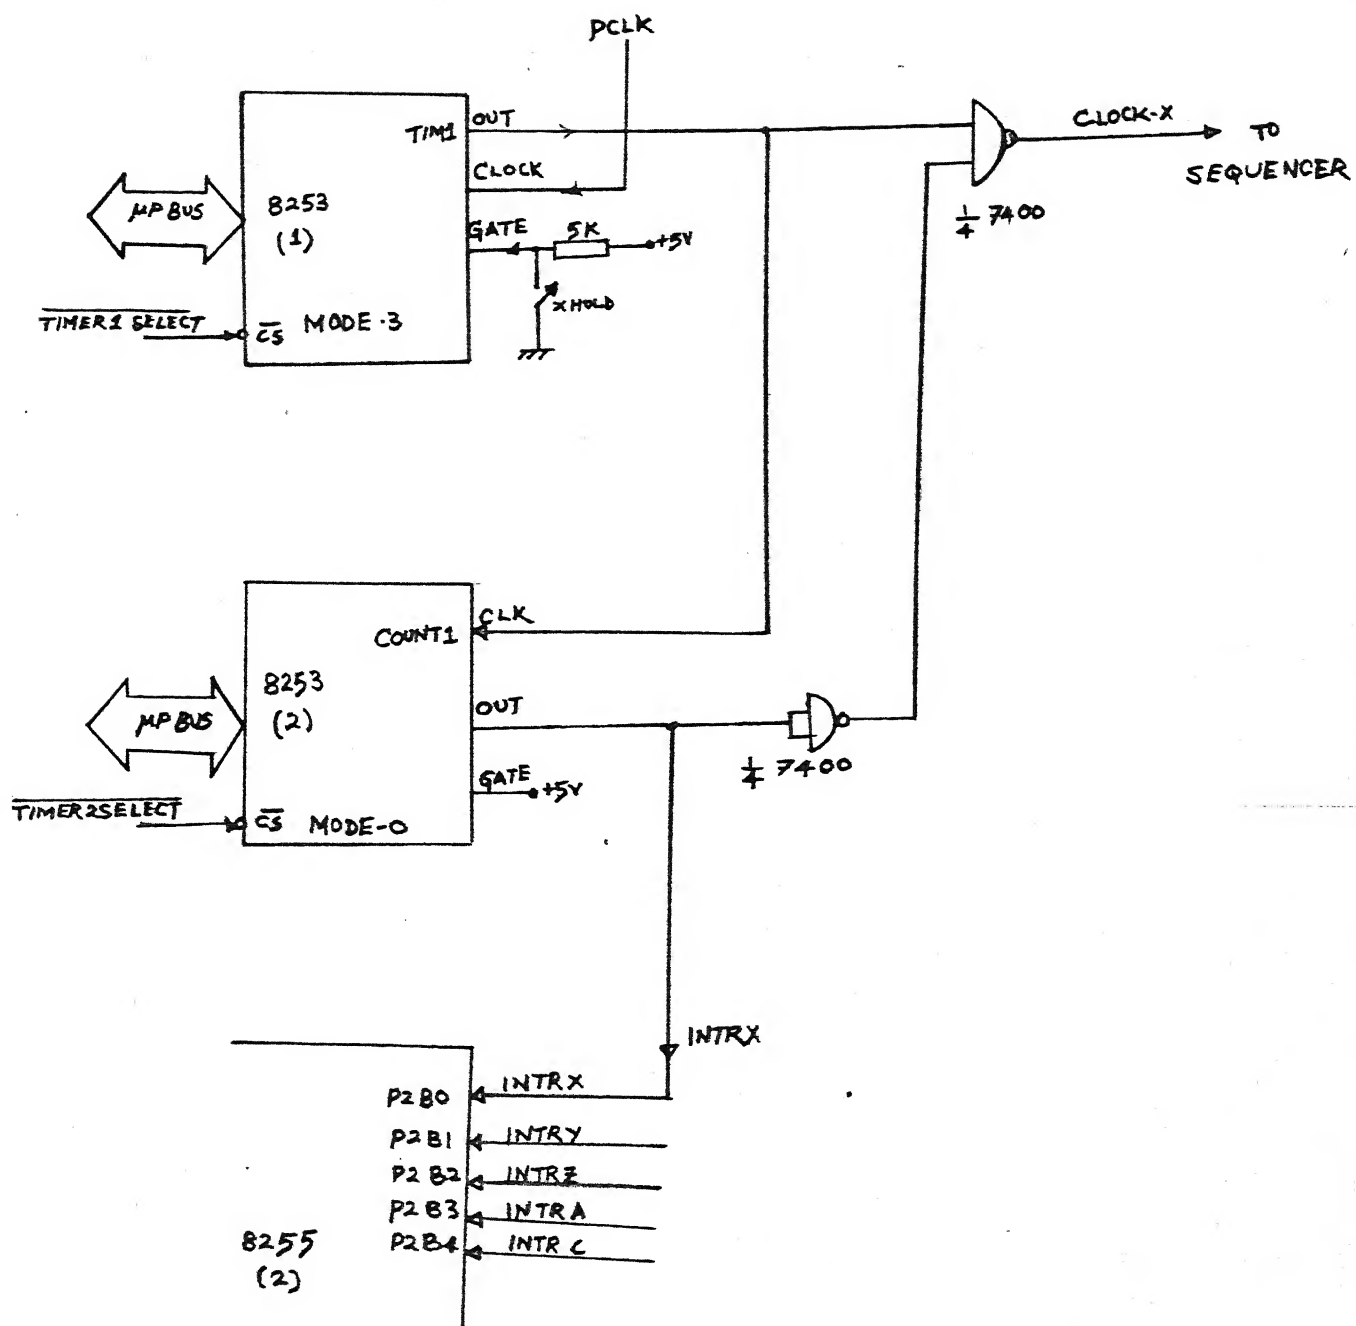 PCLK
OUT
TIM1
CLOCK
CLOCK-X
TO
SEQUENCER
1/4 7400
μP BUS
8253
(1)
GATE
5K
+5V
X HOLD
TIMER1 SELECT
CS
MODE-3
CLK
COUNT1
8253
(2)
μP BUS
OUT
1/4 7400
GATE
+5V
TIMER2SELECT
CS
MODE-0
INTRX
P2B0
INTRX
P2B1
INTRY
P2B2
INTRZ
P2B3
INTRA
P2B4
INTRC
8255
(2)